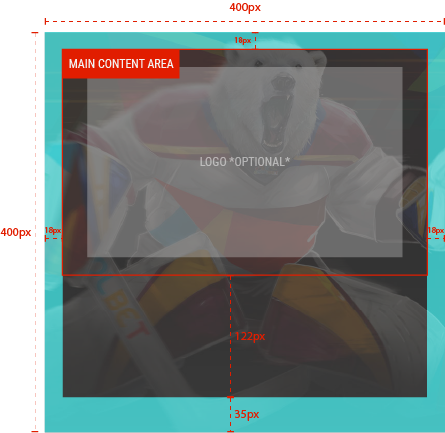 400px
18px
MAIN CONTENT AREA
LOGO *OPTIONAL*
400px
18px
18px
122px
35px